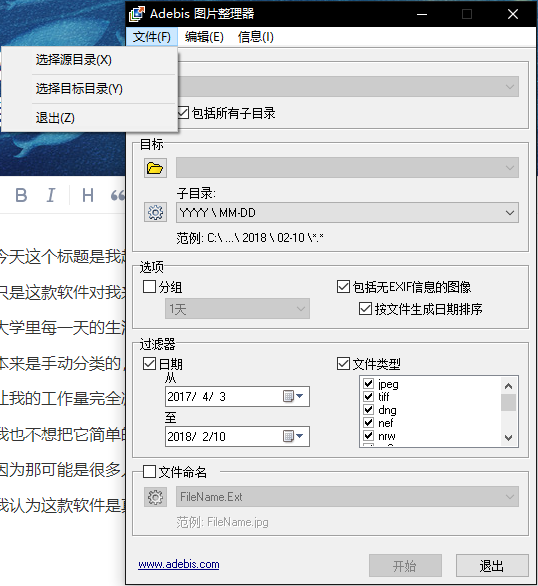 Adebis 图片整理器
文件(F) 编辑(E) 信息(I)
选择源目录(X)
选择目标目录(Y)
退出(Z)
包括所有子目录
目标
子目录:
YYYY \ MM-DD
范例: C:\ ...\ 2018 \ 02-10 \*.*
选项
分组
1天
包括无EXIF信息的图像
按文件生成日期排序
过滤器
日期
从
2017/ 4/ 3
至
2018/ 2/10
文件类型
jpeg
tiff
dng
nef
nrw
文件命名
FileName.Ext
范例: FileName.jpg
www.adebis.com
开始
退出
B I H
今天这个标题是我
只是这款软件对我
大学里每一天的生
本来是手动分类的
让我的工作量完全
我也不想把它简单的
因为那可能是很多
我认为这款软件是